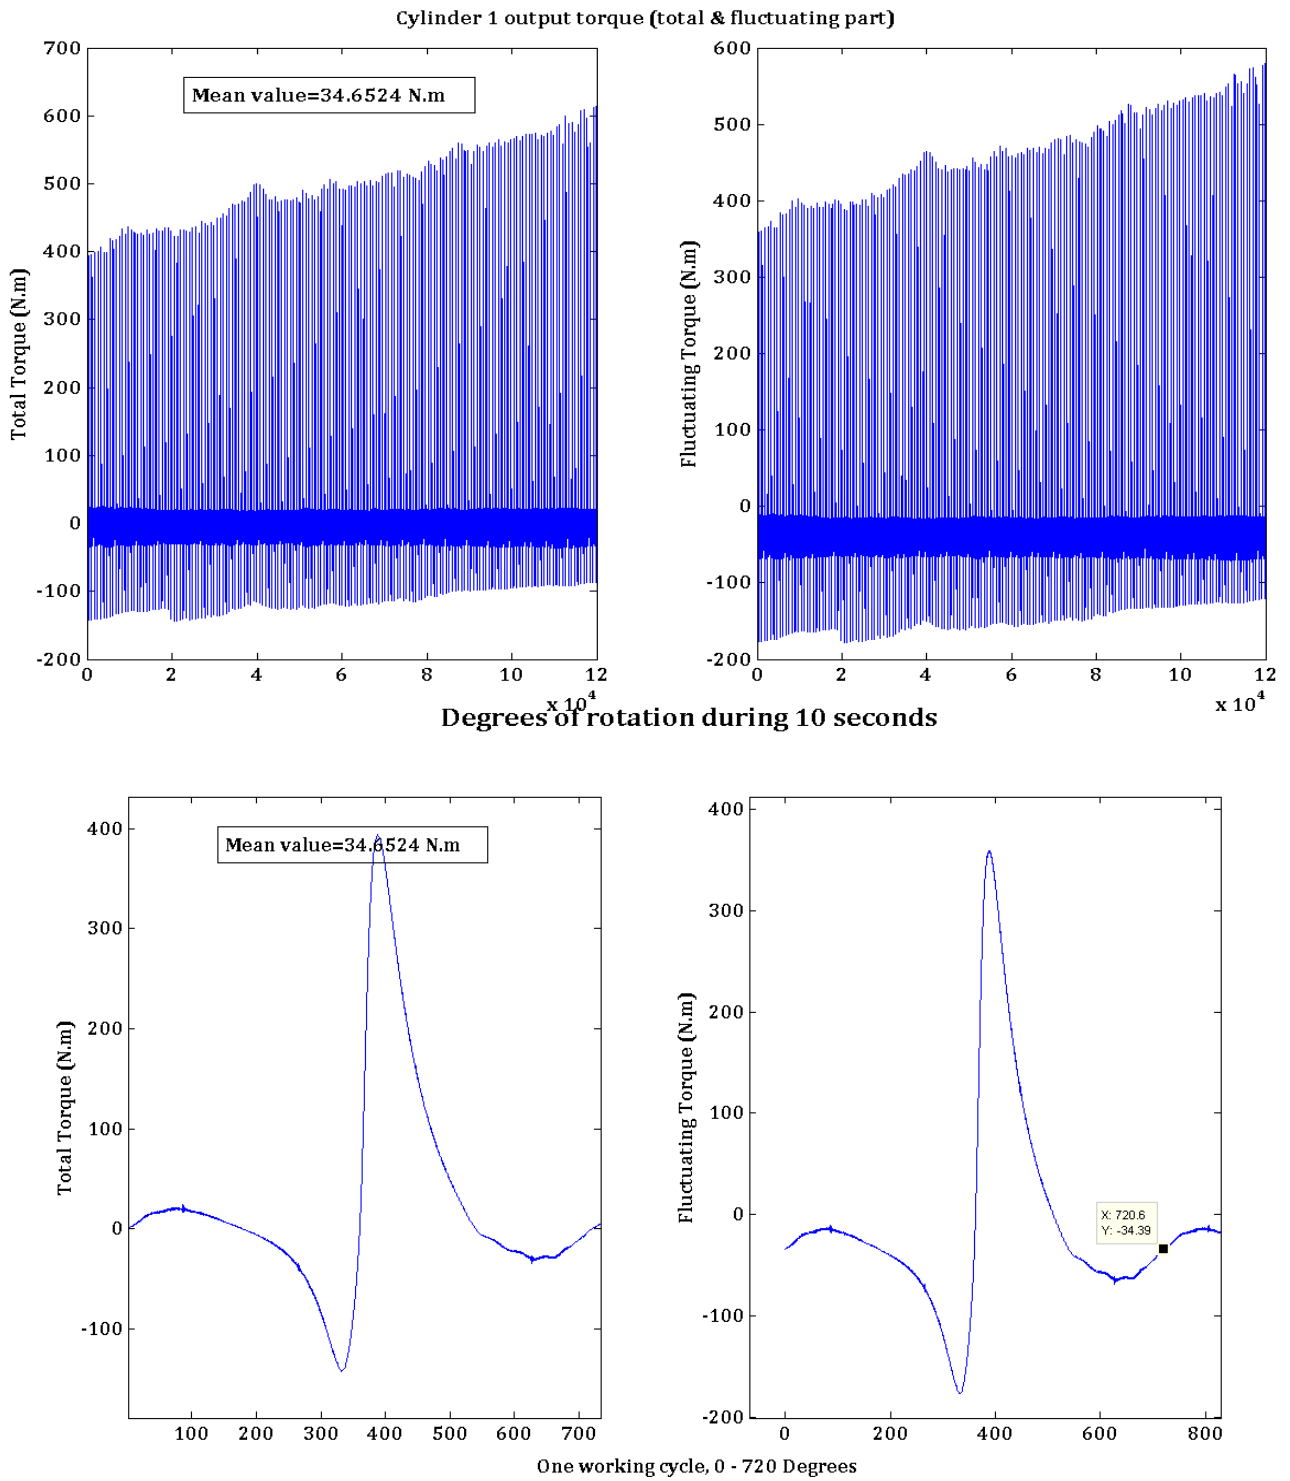 Cylinder 1 output torque (total & fluctuating part)
Mean value=34.6524 N.m
Total Torque (N.m)
700
600
500
400
300
200
100
0
-100
-200
0 2 4 6 8 10 12
x 10^4
Fluctuating Torque (N.m)
600
500
400
300
200
100
0
-100
-200
0 2 4 6 8 10 12
x 10^4
Degrees of rotation during 10 seconds
Mean value=34.6524 N.m
Total Torque (N.m)
400
300
200
100
0
-100
100 200 300 400 500 600 700
Fluctuating Torque (N.m)
400
300
200
100
0
-100
-200
X: 720.6
Y: -34.39
0 200 400 600 800
One working cycle, 0 - 720 Degrees